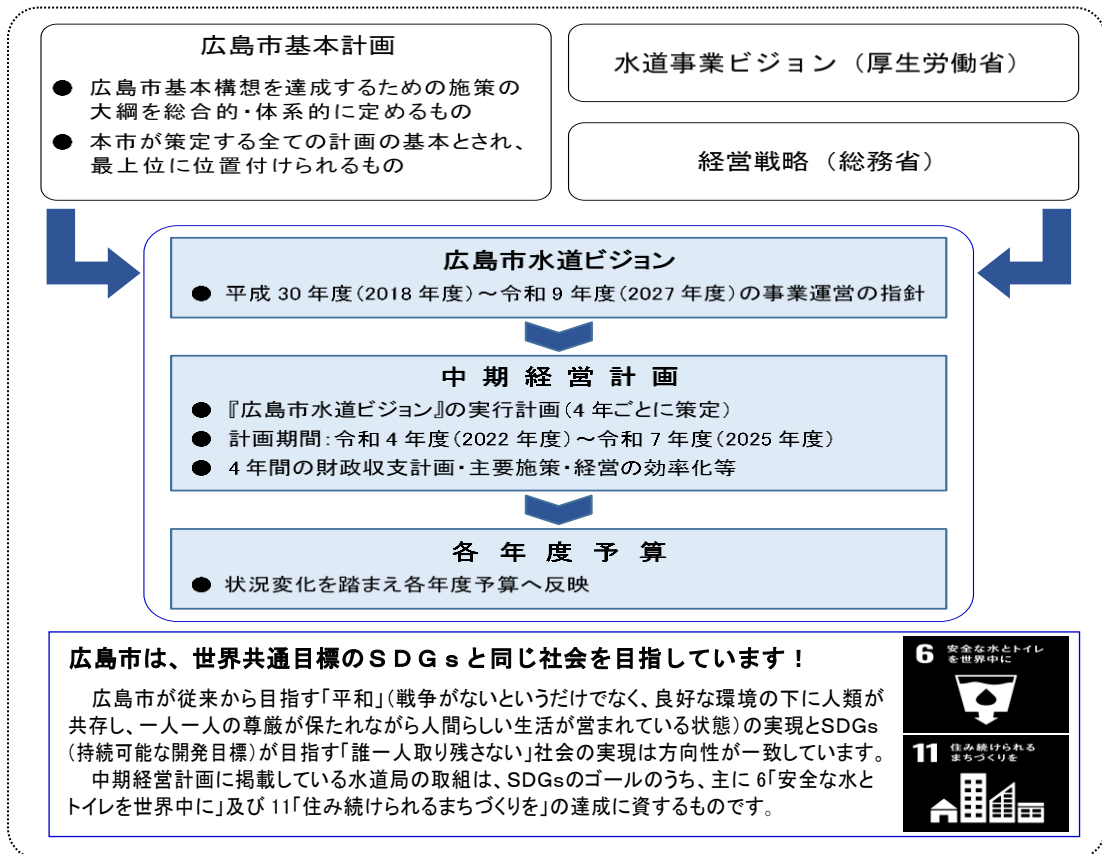 広島市基本計画
● 広島市基本構想を達成するための施策の
大綱を総合的・体系的に定めるもの
● 本市が策定する全ての計画の基本とされ、
最上位に位置付けられるもの
水道事業ビジョン（厚生労働省）
経営戦略（総務省）
広島市水道ビジョン
● 平成30年度(2018年度)～令和9年度(2027年度)の事業運営の指針
中期経営計画
● 『広島市水道ビジョン』の実行計画(4年ごとに策定)
● 計画期間:令和4年度(2022年度)～令和7年度(2025年度)
● 4年間の財政収支計画・主要施策・経営の効率化等
各年度予算
● 状況変化を踏まえ各年度予算へ反映
広島市は、世界共通目標のSDGsと同じ社会を目指しています！
広島市が従来から目指す「平和」(戦争がないというだけでなく、良好な環境の下に人類が
共存し、一人一人の尊厳が保たれながら人間らしい生活が営まれている状態)の実現とSDGs
(持続可能な開発目標)が目指す「誰一人取り残さない」社会の実現は方向性が一致しています。
中期経営計画に掲載している水道局の取組は、SDGsのゴールのうち、主に6「安全な水と
トイレを世界中に」及び11「住み続けられるまちづくりを」の達成に資するものです。
6 安全な水とトイレ
を世界中に
11 住み続けられる
まちづくりを